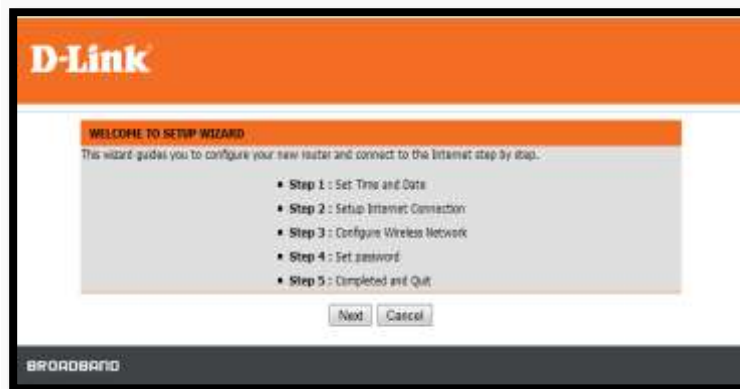 D-Link
WELCOME TO SETUP WIZARD
This wizard guides you to configure your new router and connect to the Internet step by step.
• Step 1 : Set Time and Date
• Step 2 : Setup Internet Connection
• Step 3 : Configure Wireless Network
• Step 4 : Set password
• Step 5 : Completed and Quit
Next Cancel
BROADBAND